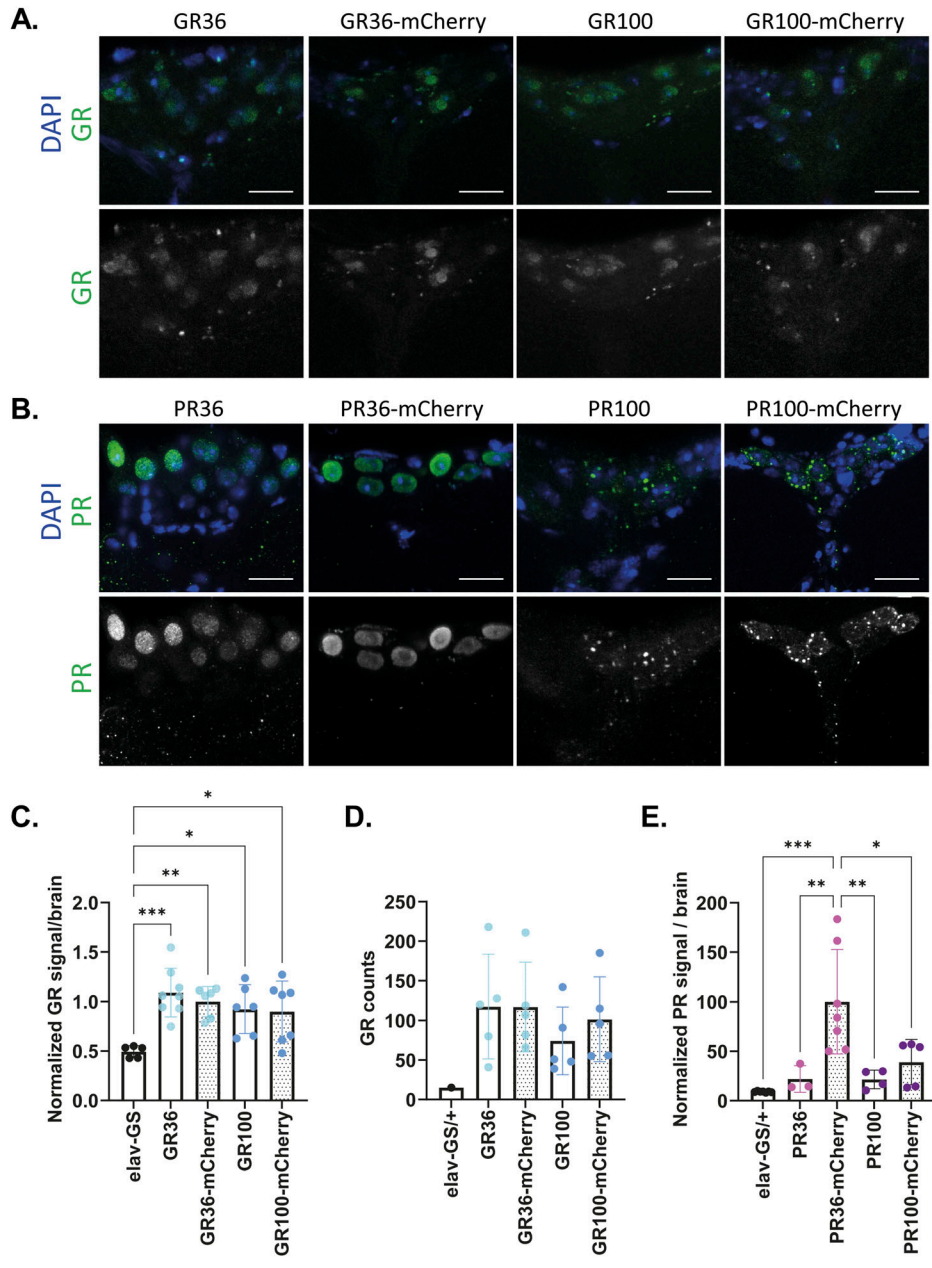 A.
GR36 GR36-mCherry GR100 GR100-mCherry
DAPI
GR
GR
B.
PR36 PR36-mCherry PR100 PR100-mCherry
DAPI
PR
PR
C.
Normalized GR signal/brain
2.0
1.5
1.0
0.5
0.0
*
*
**
***
elav-GS
GR36
GR36-mCherry
GR100
GR100-mCherry
D.
GR counts
250
200
150
100
50
0
elav-GS/+
GR36
GR36-mCherry
GR100
GR100-mCherry
E.
Normalized PR signal / brain
200
150
100
50
0
*** *
** **
elav-GS/+
PR36
PR36-mCherry
PR100
PR100-mCherry